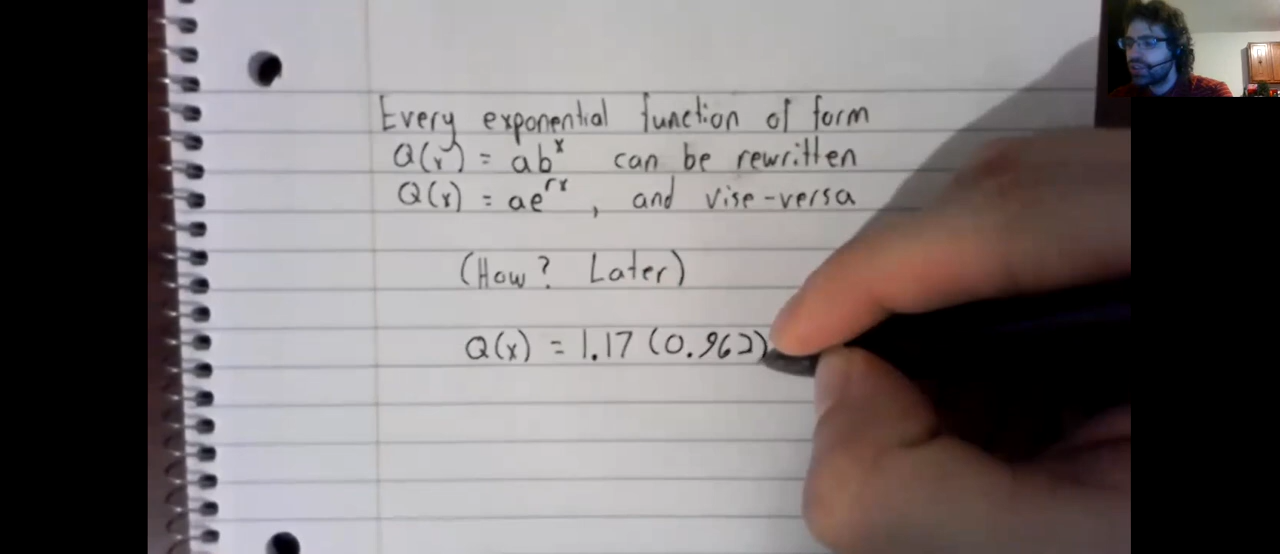 Every exponential function of form
Q(x) = ab^x can be rewritten
Q(x) = ae^rx, and vise-versa
(How? Later)
Q(x) = 1.17 (0.962)